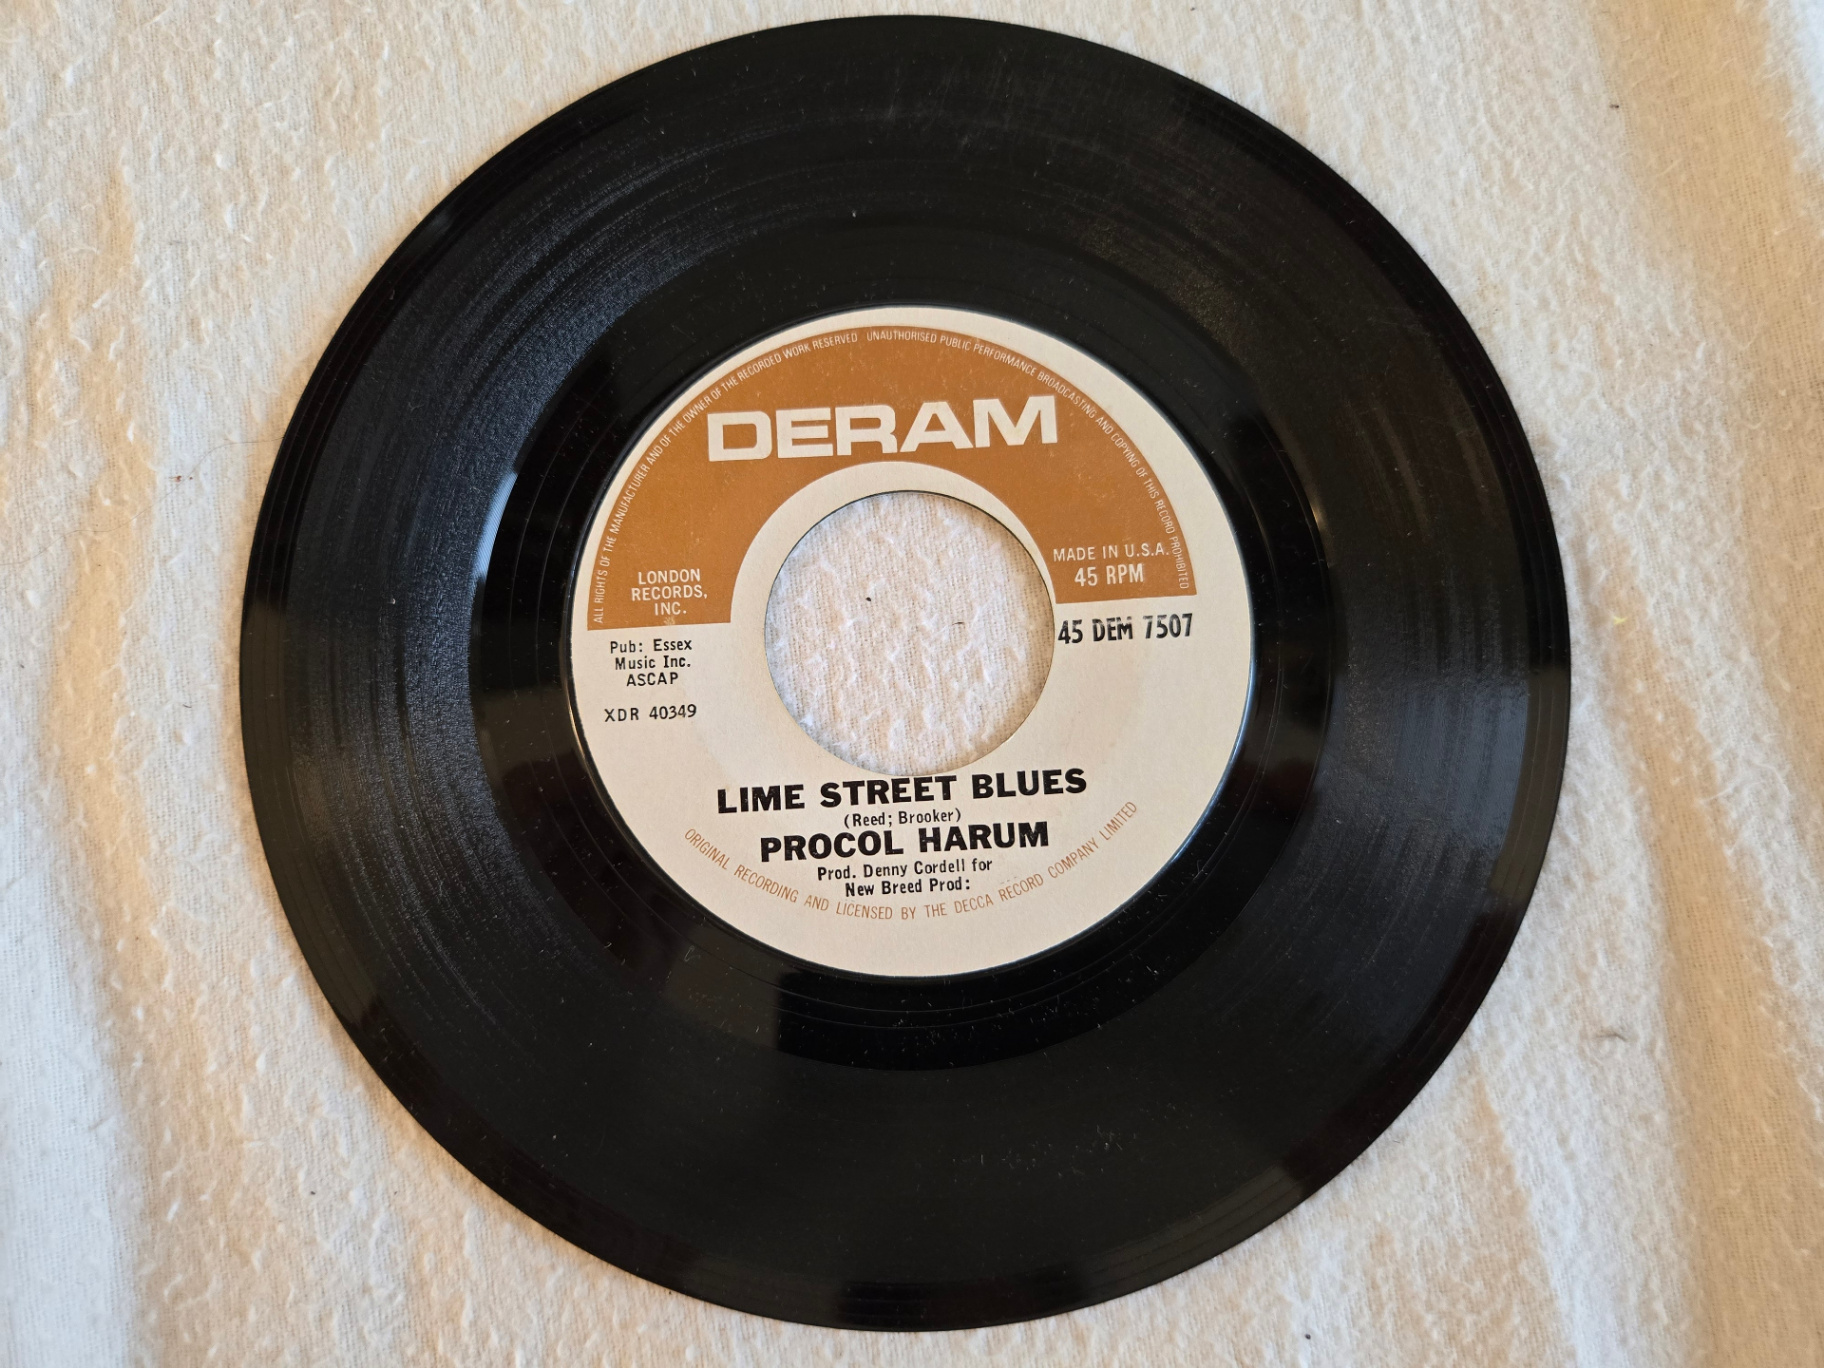 ALL RIGHTS OF THE MANUFACTURER AND OF THE OWNER OF THE RECORDED WORK RESERVED UNAUTHORISED PUBLIC PERFORMANCE BROADCASTING AND COPYING OF THIS RECORD PROHIBITED
DERAM
LONDON
RECORDS,
INC.
MADE IN U.S.A.
45 RPM
45 DEM 7507
Pub: Essex
Music Inc.
ASCAP
XDR 40349
LIME STREET BLUES
(Reed; Brooker)
PROCOL HARUM
Prod. Denny Cordell for
New Breed Prod:
ORIGINAL RECORDING AND LICENSED BY THE DECCA RECORD COMPANY LIMITED